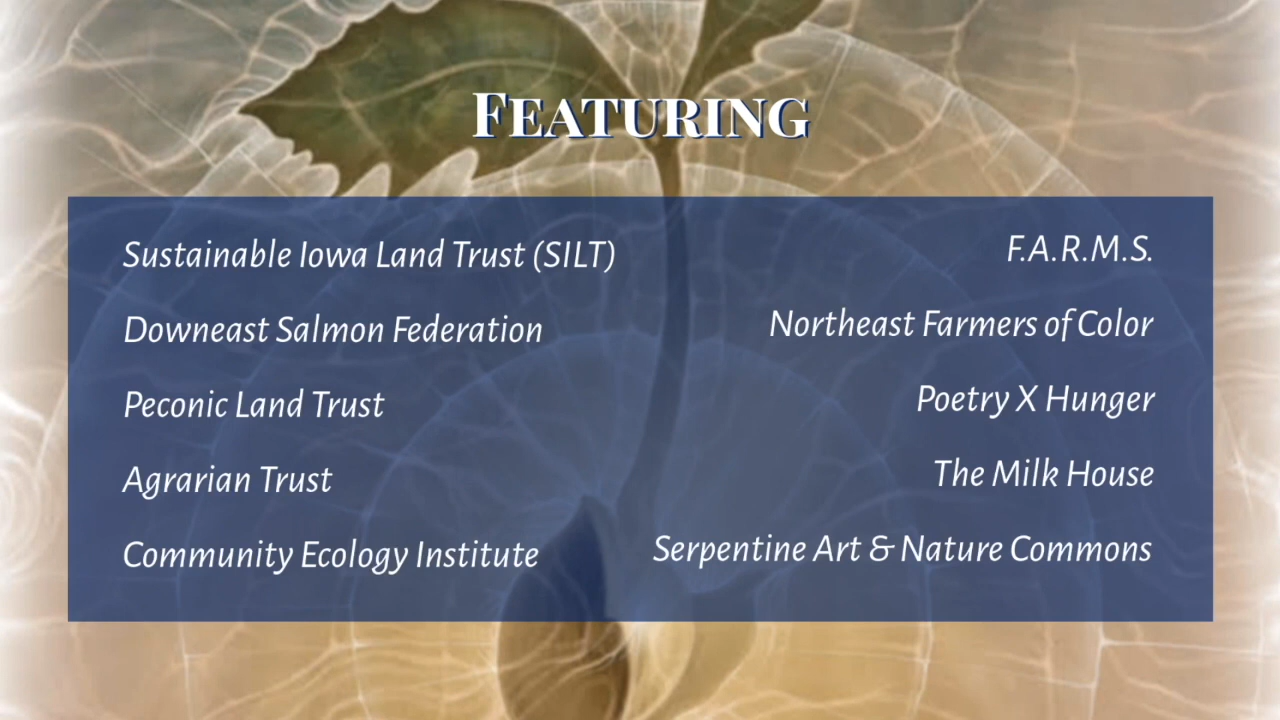 FEATURING
Sustainable Iowa Land Trust (SILT)
Downeast Salmon Federation
Peconic Land Trust
Agrarian Trust
Community Ecology Institute
F.A.R.M.S.
Northeast Farmers of Color
Poetry X Hunger
The Milk House
Serpentine Art & Nature Commons